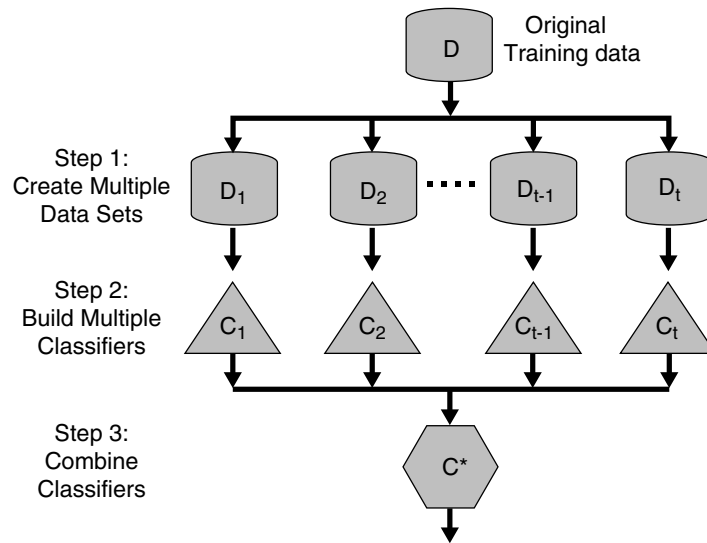 Original
Training data
D
Step 1:
Create Multiple
Data Sets
D1
D2
Dt-1
Dt
Step 2:
Build Multiple
Classifiers
C1
C2
Ct-1
Ct
Step 3:
Combine
Classifiers
C*